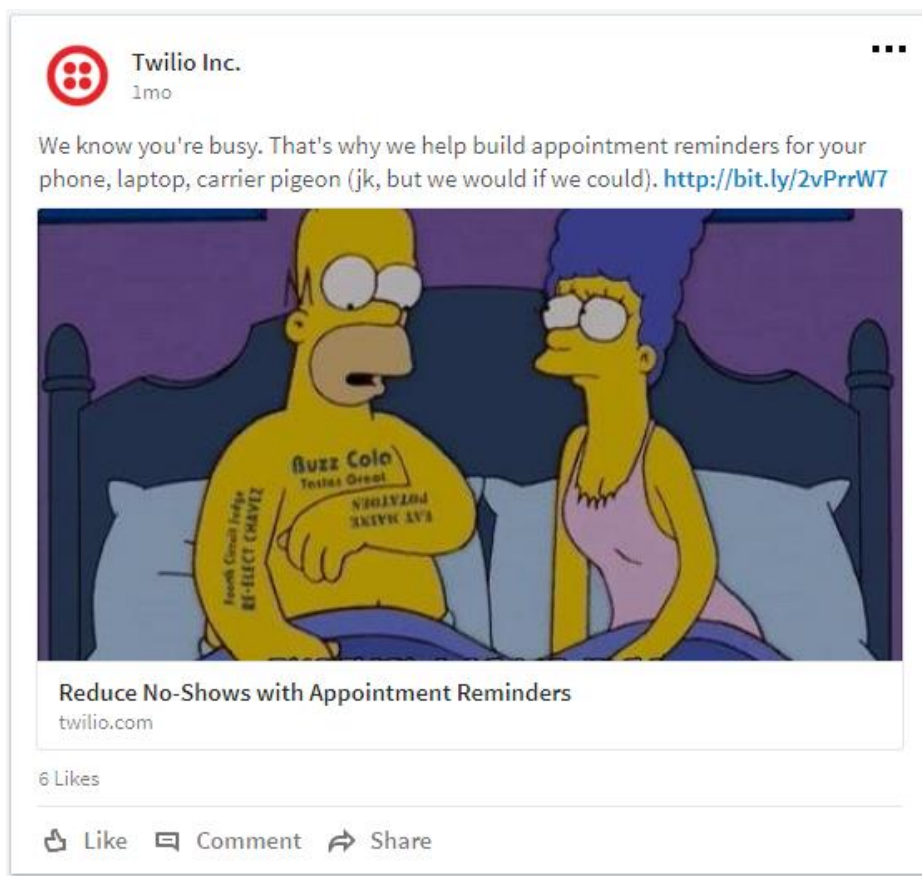 Twilio Inc.
1mo
We know you're busy. That's why we help build appointment reminders for your
phone, laptop, carrier pigeon (jk, but we would if we could). http://bit.ly/2vPrrW7
Buzz Cola
Tastes Great
EAT MAINE
POTATOES
Fourth Circuit Judge
RE-ELECT CHAVEZ
Reduce No-Shows with Appointment Reminders
twilio.com
6 Likes
Like Comment Share